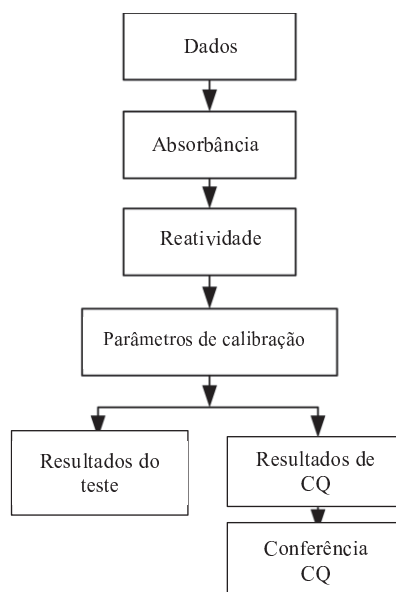 Dados
Absorbância
Reatividade
Parâmetros de calibração
Resultados do
teste
Resultados de
CQ
Conferência
CQ